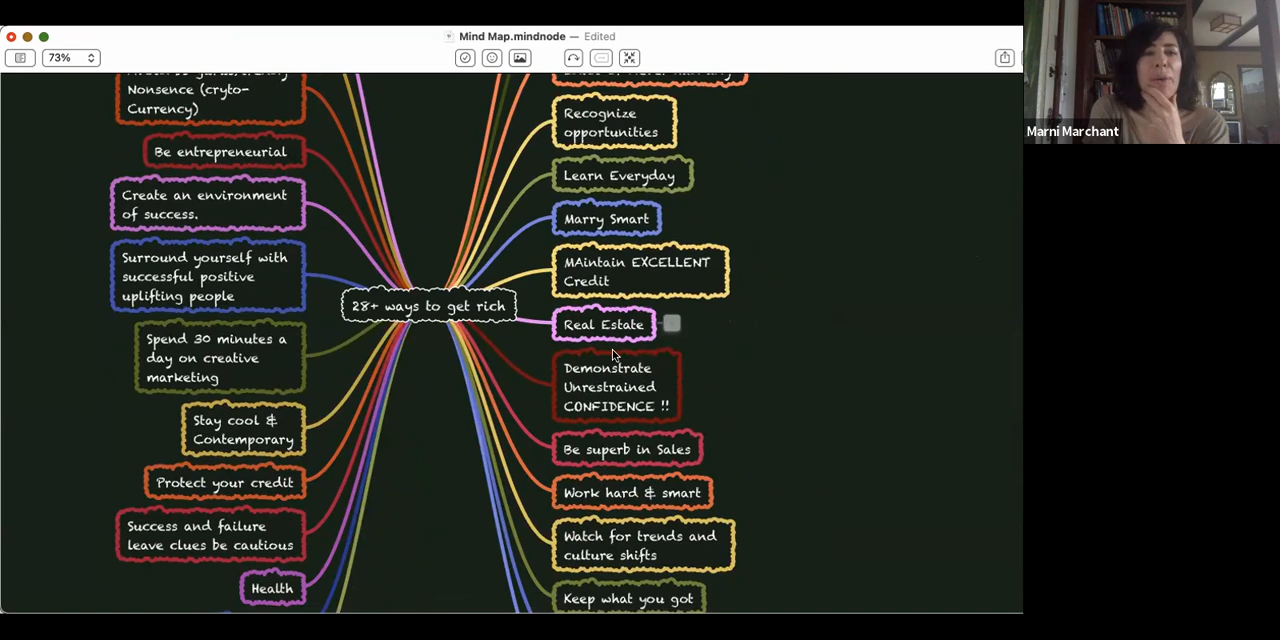 Mind Map.mindnode — Edited
73%
Marni Marchant
Nonsence (cryto-
Currency)
Be entrepreneurial
Create an environment
of success.
Surround yourself with
successful positive
uplifting people
Spend 30 minutes a
day on creative
marketing
Stay cool &
Contemporary
Protect your credit
Success and failure
leave clues be cautious
Health
28+ ways to get rich
Recognize
opportunities
Learn Everyday
Marry Smart
MAintain EXCELLENT
Credit
Real Estate
Demonstrate
Unrestrained
CONFIDENCE !!
Be superb in Sales
Work hard & smart
Watch for trends and
culture shifts
Keep what you got